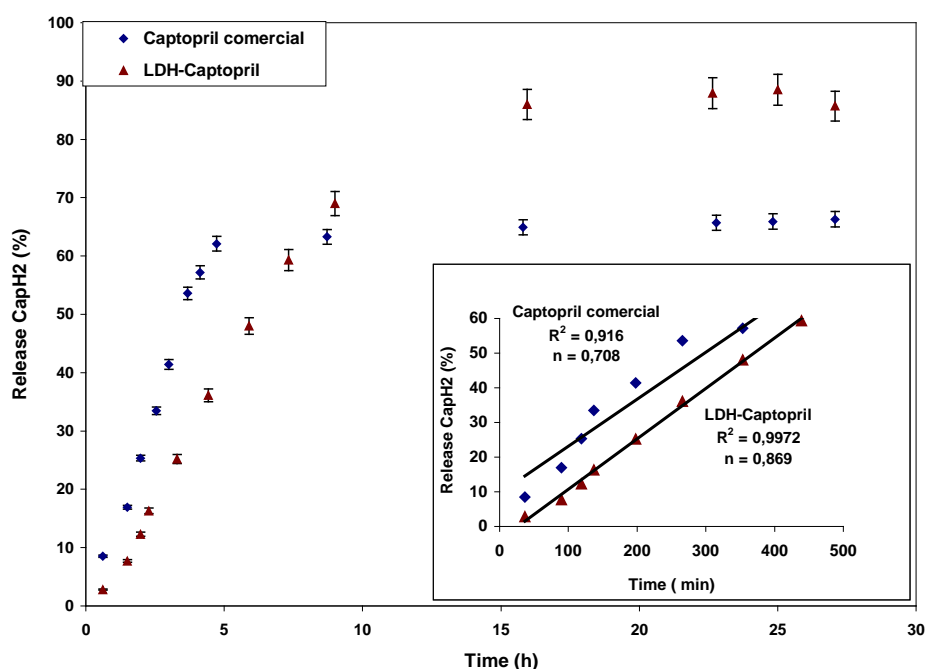 Captopril comercial
LDH-Captopril
Release CapH2 (%)
100
90
80
70
60
50
40
30
20
10
0
0 5 10 15 20 25 30
Time (h)
Captopril comercial
R² = 0,916
n = 0,708
LDH-Captopril
R² = 0,9972
n = 0,869
Release CapH2 (%)
60
50
40
30
20
10
0
0 100 200 300 400 500
Time ( min)